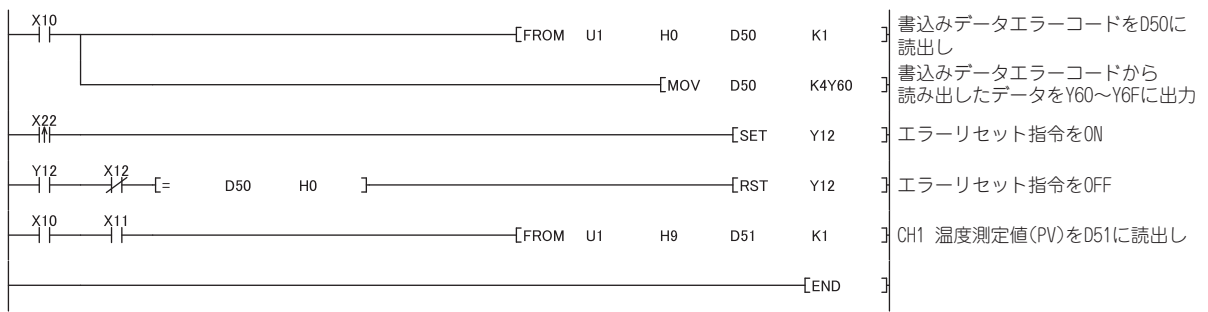 X10
[FROM U1 H0 D50 K1 ] 書込みデータエラーコードをD50に
読出し
[MOV D50 K4Y60 ] 書込みデータエラーコードから
読み出したデータをY60～Y6Fに出力
X22
[SET Y12 ] エラーリセット指令をON
Y12 X12
[= D50 H0 ] [RST Y12 ] エラーリセット指令をOFF
X10 X11
[FROM U1 H9 D51 K1 ] CH1 温度測定値(PV)をD51に読出し
[END ]